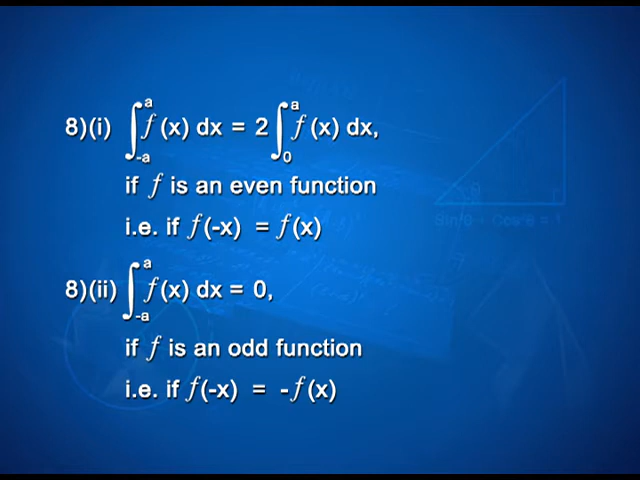 8)(i) ∫_{-a}^{a} f(x) dx = 2 ∫_{0}^{a} f(x) dx,
if f is an even function
i.e. if f(-x) = f(x)
8)(ii) ∫_{-a}^{a} f(x) dx = 0,
if f is an odd function
i.e. if f(-x) = -f(x)